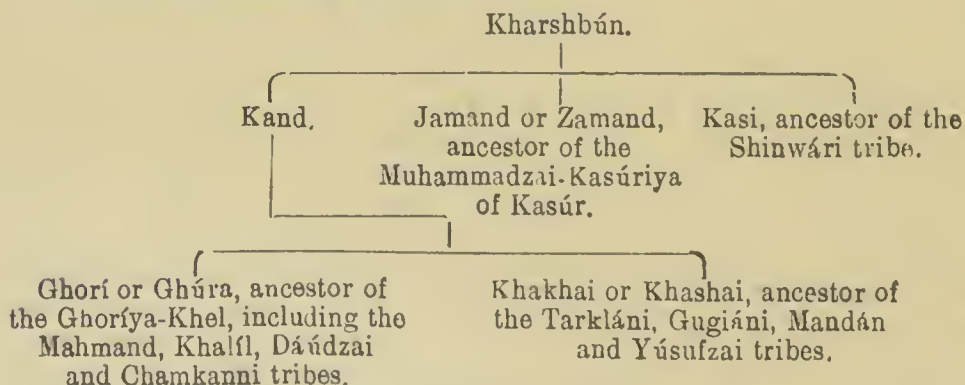 Kharshbún.
Kand.
Jamand or Zamand,
ancestor of the
Muhammadzai-Kasúriya
of Kasúr.
Kasi, ancestor of the
Shinwári tribe.
Ghorí or Ghúra, ancestor of
the Ghoríya-Khel, including the
Mahmand, Khalíl, Dáúdzai
and Chamkanni tribes.
Khakhai or Khashai, ancestor of
the Tarkláni, Gugiáni, Mandán
and Yúsufzai tribes.